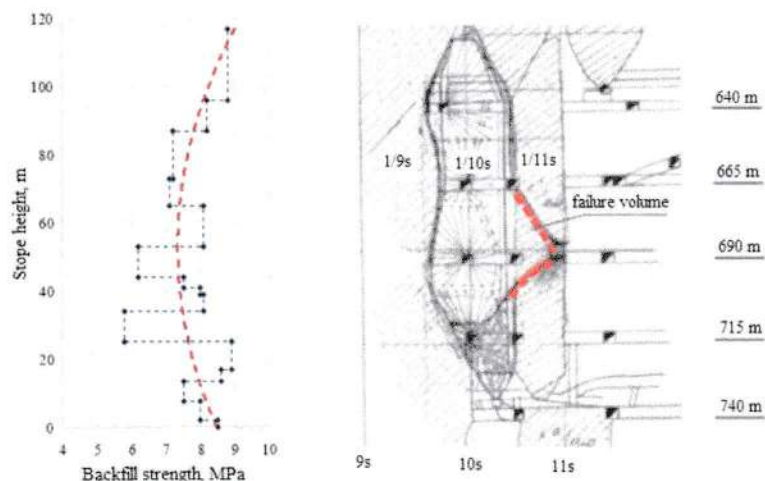 120
100
80
60
40
20
0
Stope height, m
4
5
6
7
8
9
10
Backfill strength, MPa
1/9s
1/10s
1/11s
failure volume
640 m
665 m
690 m
715 m
740 m
9s
10s
11s